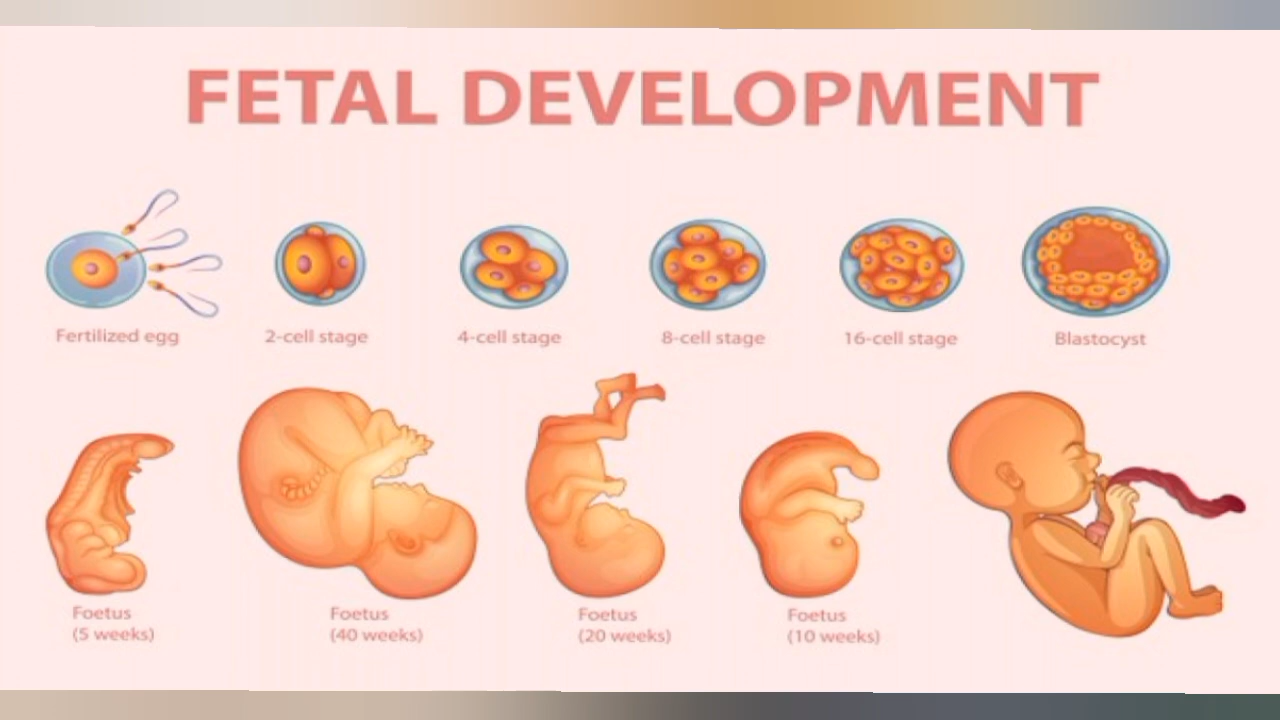 FETAL DEVELOPMENT
Fertilized egg
2-cell stage
4-cell stage
8-cell stage
16-cell stage
Blastocyst
Foetus
(5 weeks)
Foetus
(40 weeks)
Foetus
(20 weeks)
Foetus
(10 weeks)